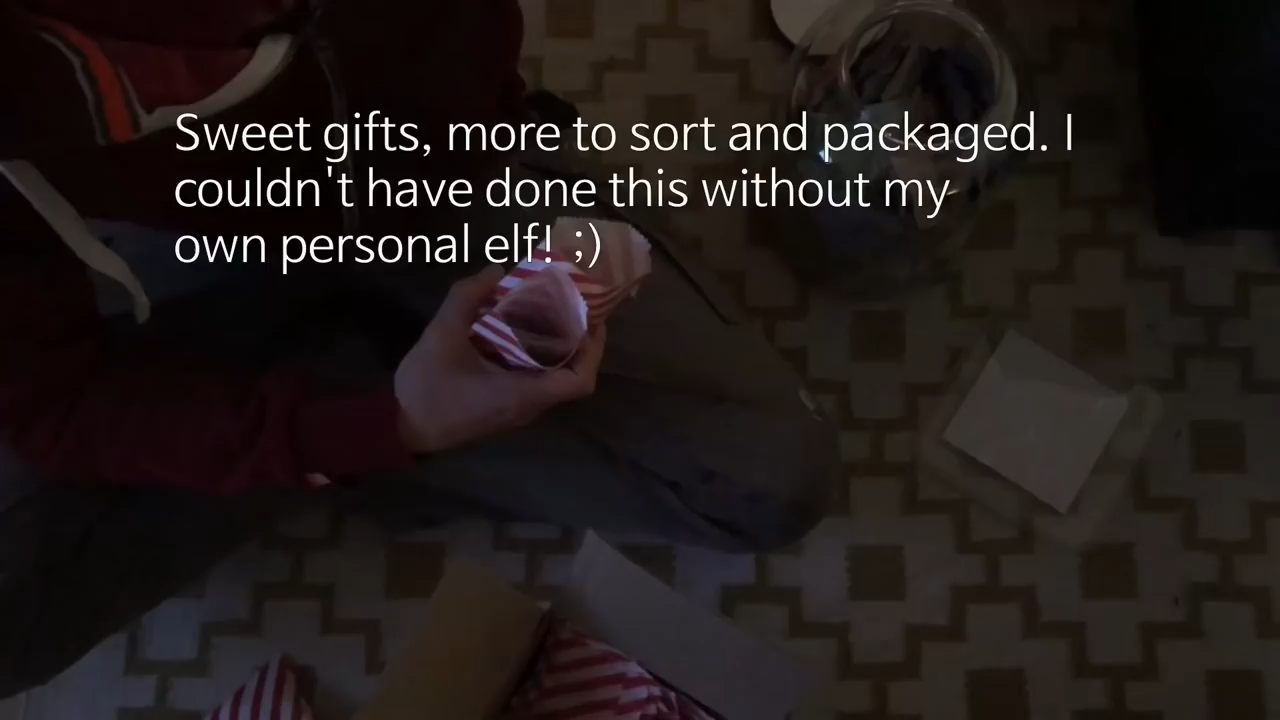 Sweet gifts, more to sort and packaged. I
couldn't have done this without my
own personal elf! ;)